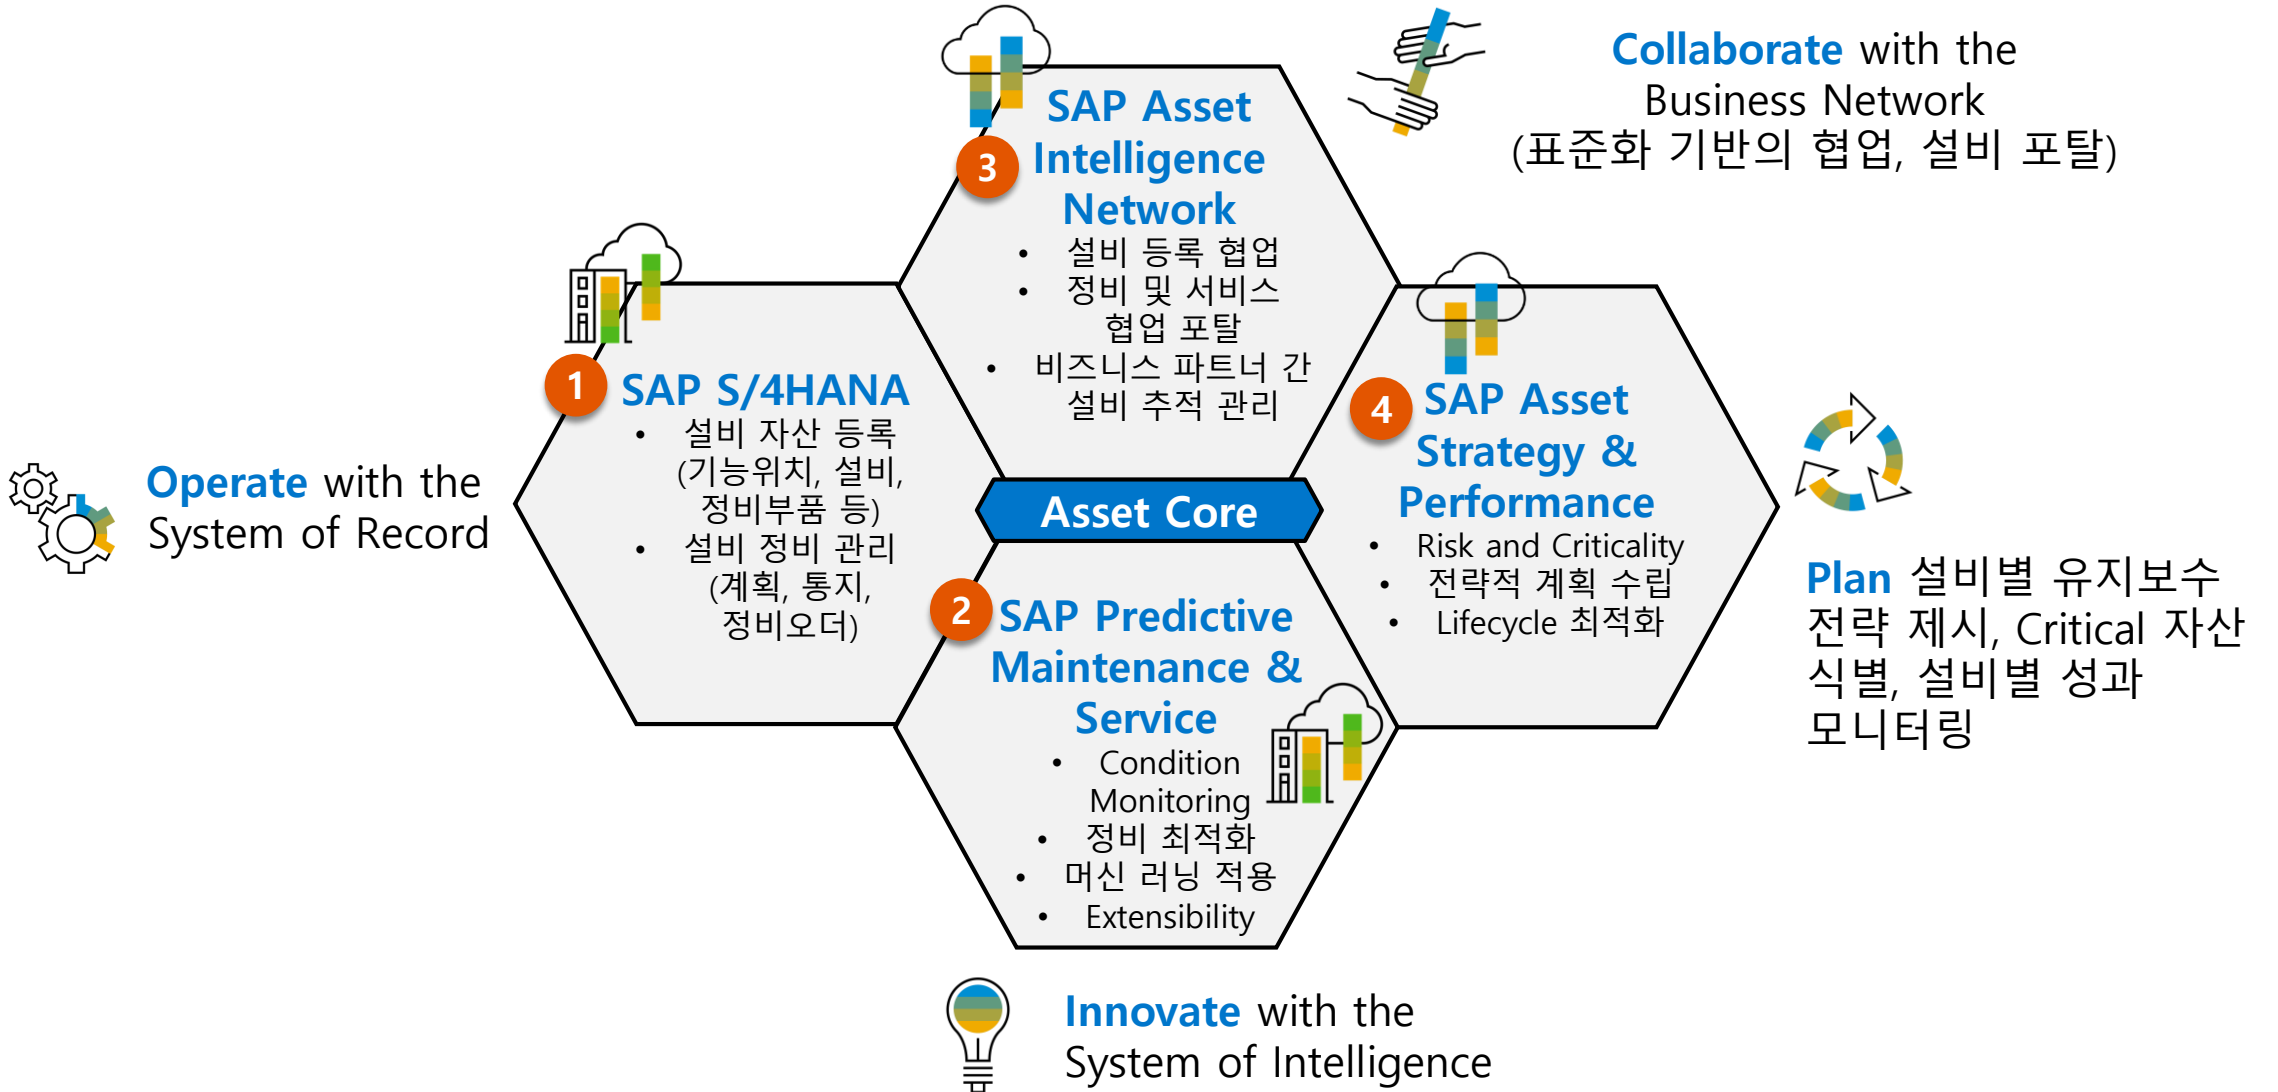 Collaborate with the
Business Network
(표준화 기반의 협업, 설비 포탈)
3
SAP Asset
Intelligence
Network
• 설비 등록 협업
• 정비 및 서비스
협업 포탈
• 비즈니스 파트너 간
설비 추적 관리
1
SAP S/4HANA
• 설비 자산 등록
(기능위치, 설비,
정비부품 등)
• 설비 정비 관리
(계획, 통지,
정비오더)
Operate with the
System of Record
Asset Core
4
SAP Asset
Strategy &
Performance
• Risk and Criticality
• 전략적 계획 수립
• Lifecycle 최적화
Plan 설비별 유지보수
전략 제시, Critical 자산
식별, 설비별 성과
모니터링
2
SAP Predictive
Maintenance &
Service
• Condition
Monitoring
• 정비 최적화
• 머신 러닝 적용
• Extensibility
Innovate with the
System of Intelligence